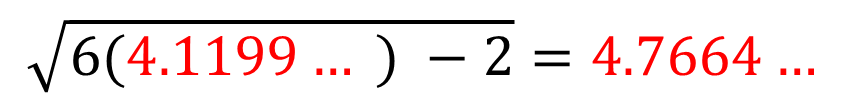 √6(4.1199 ... ) − 2 = 4.7664 ...